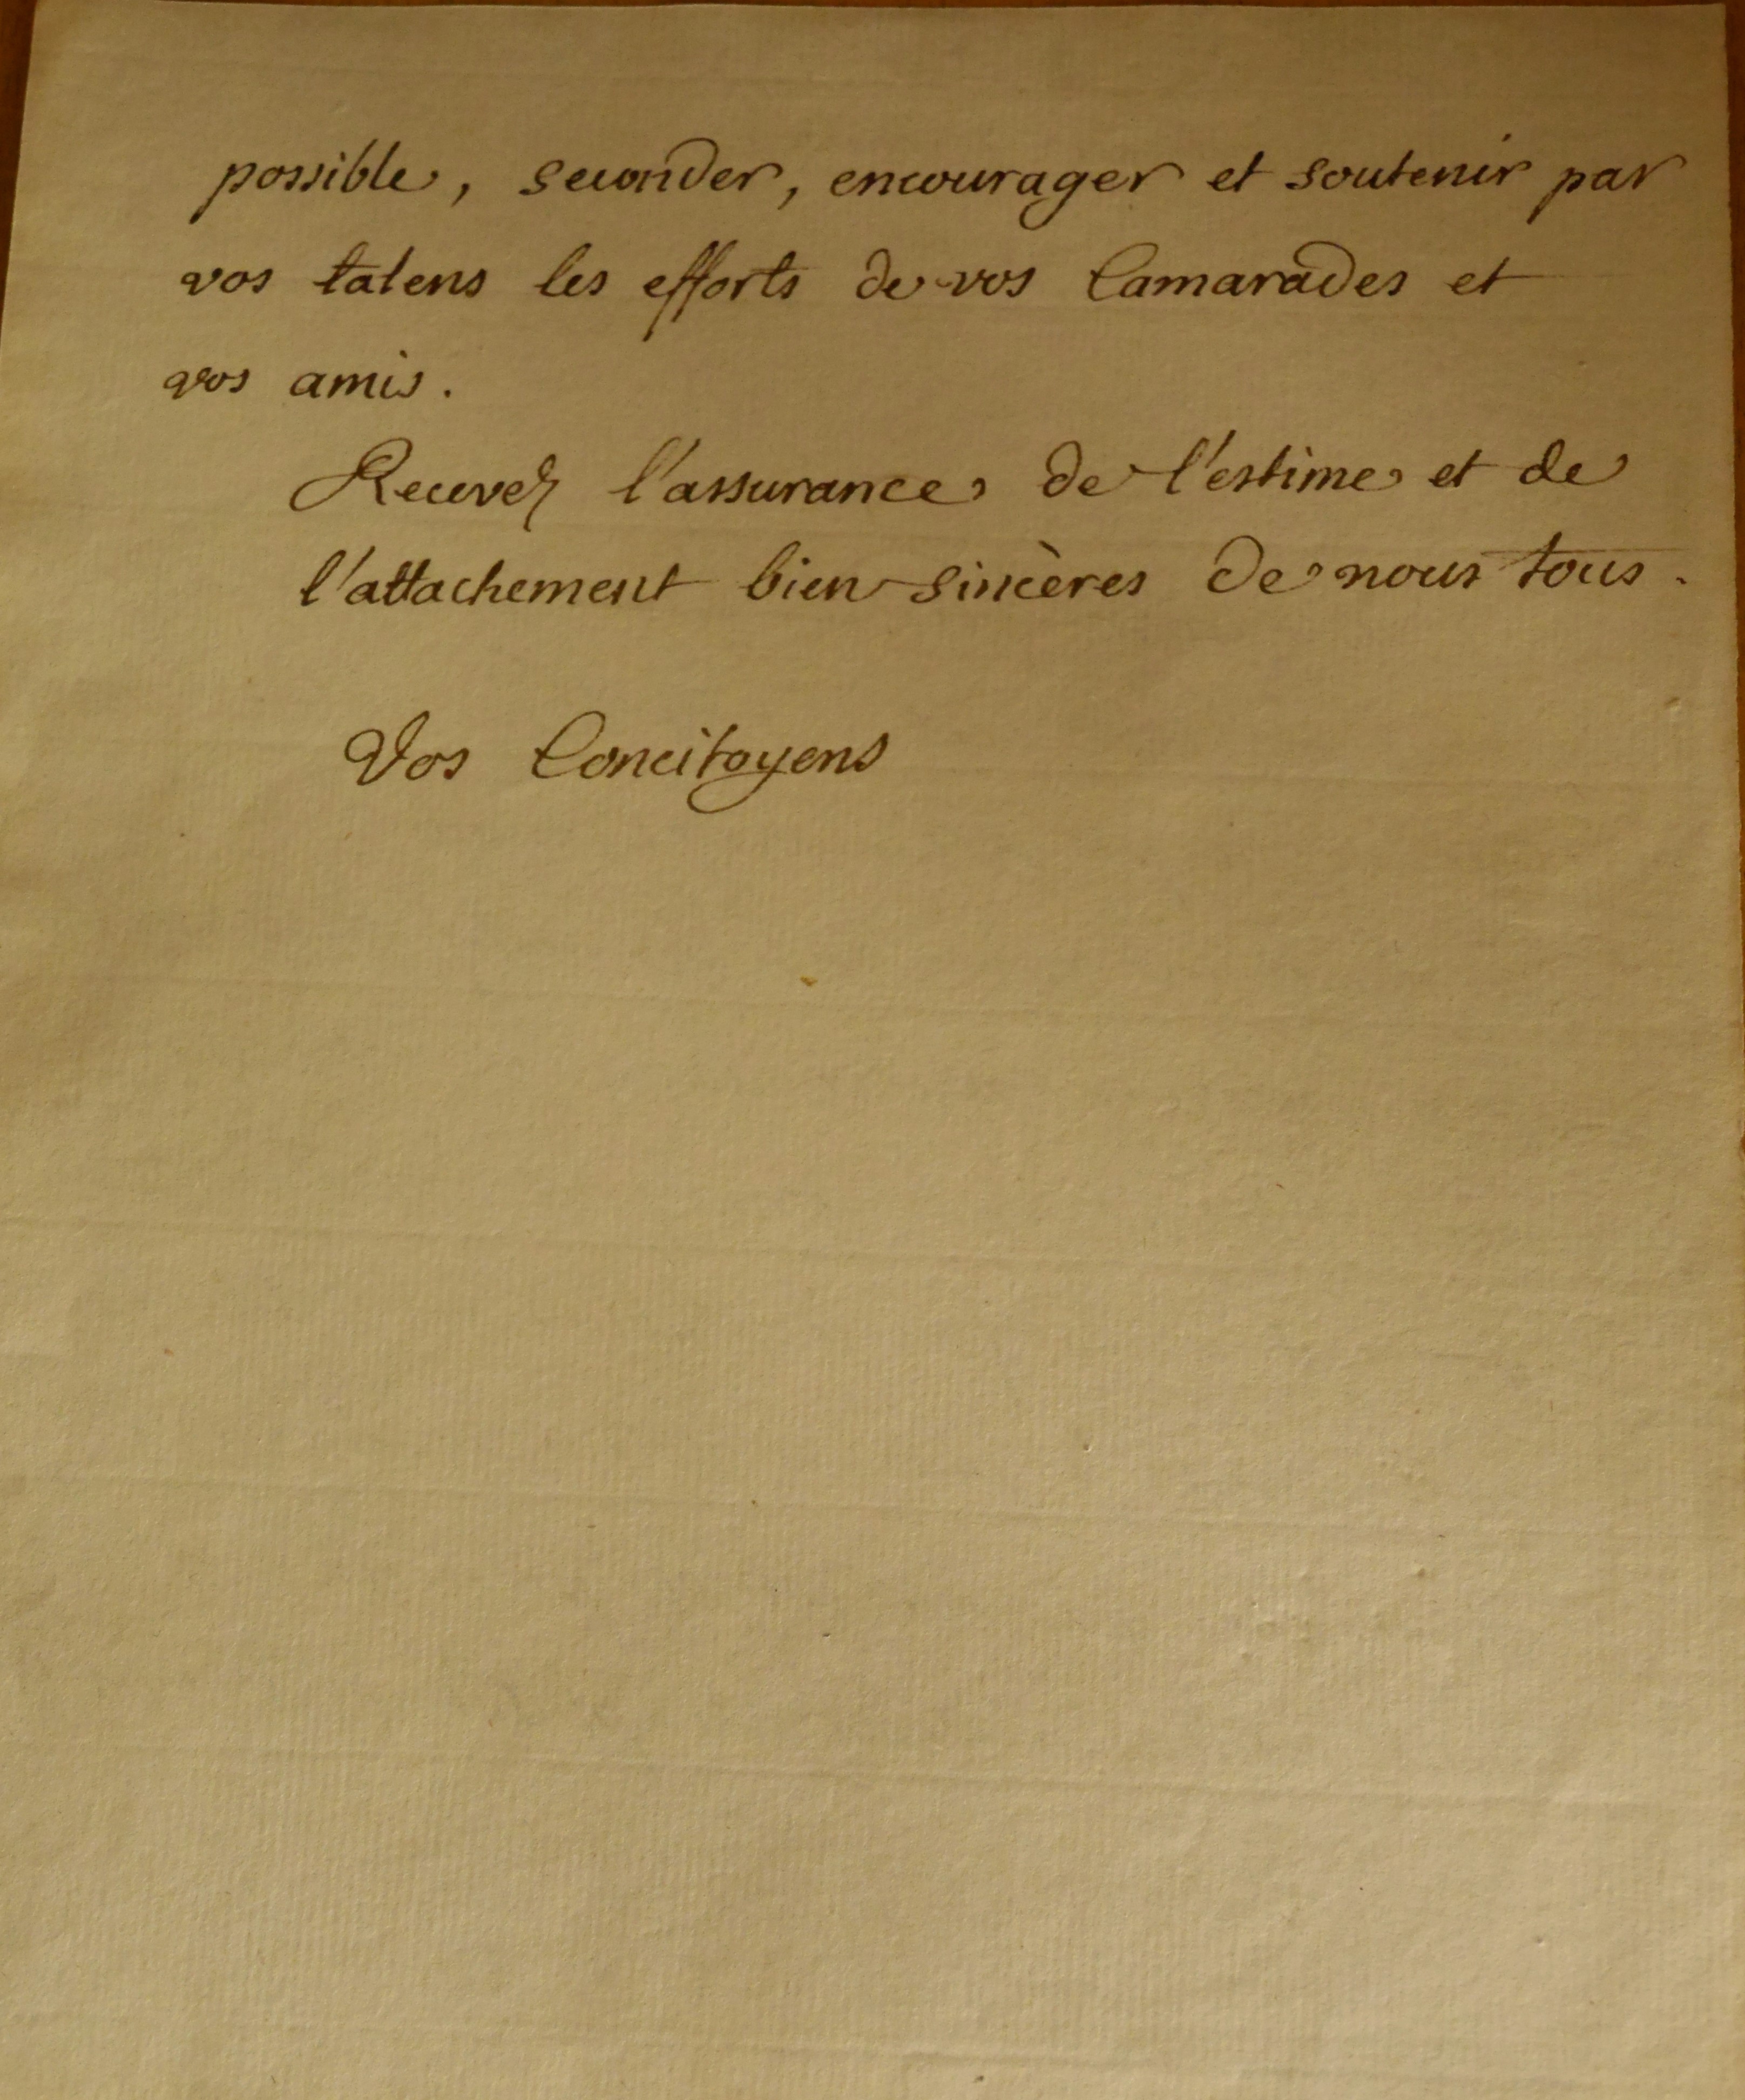 possible, seconder, encourager et soutenir par
vos talens les efforts de vos Camarades et
vos amis.
Recevez l'assurance de l'estime et de
l'attachement bien sincères de nous tous.
Vos Concitoyens